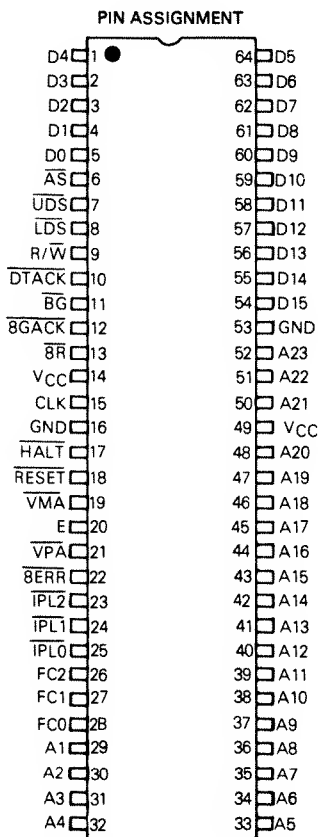 PIN ASSIGNMENT
D4 1 64 D5
D3 2 63 D6
D2 3 62 D7
D1 4 61 D8
D0 5 60 D9
AS 6 59 D10
UDS 7 58 D11
LDS 8 57 D12
R/W 9 56 D13
DTACK 10 55 D14
BG 11 54 D15
8GACK 12 53 GND
8R 13 52 A23
VCC 14 51 A22
CLK 15 50 A21
GND 16 49 VCC
HALT 17 48 A20
RESET 18 47 A19
VMA 19 46 A18
E 20 45 A17
VPA 21 44 A16
8ERR 22 43 A15
IPL2 23 42 A14
IPL1 24 41 A13
IPL0 25 40 A12
FC2 26 39 A11
FC1 27 38 A10
FC0 2B 37 A9
A1 29 36 A8
A2 30 35 A7
A3 31 34 A6
A4 32 33 A5